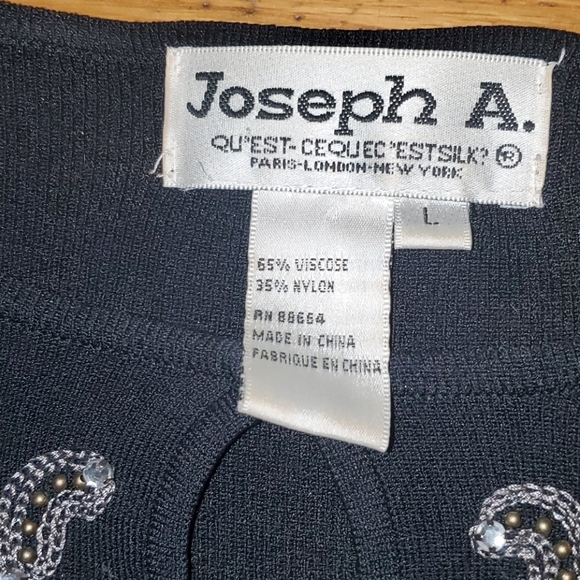 Joseph A.
QU'EST-CEQUEC'ESTSILK? ®
PARIS-LONDON-NEW YORK
L
65% VISCOSE
35% NYLON
RN 88664
MADE IN CHINA
FABRIQUE EN CHINA